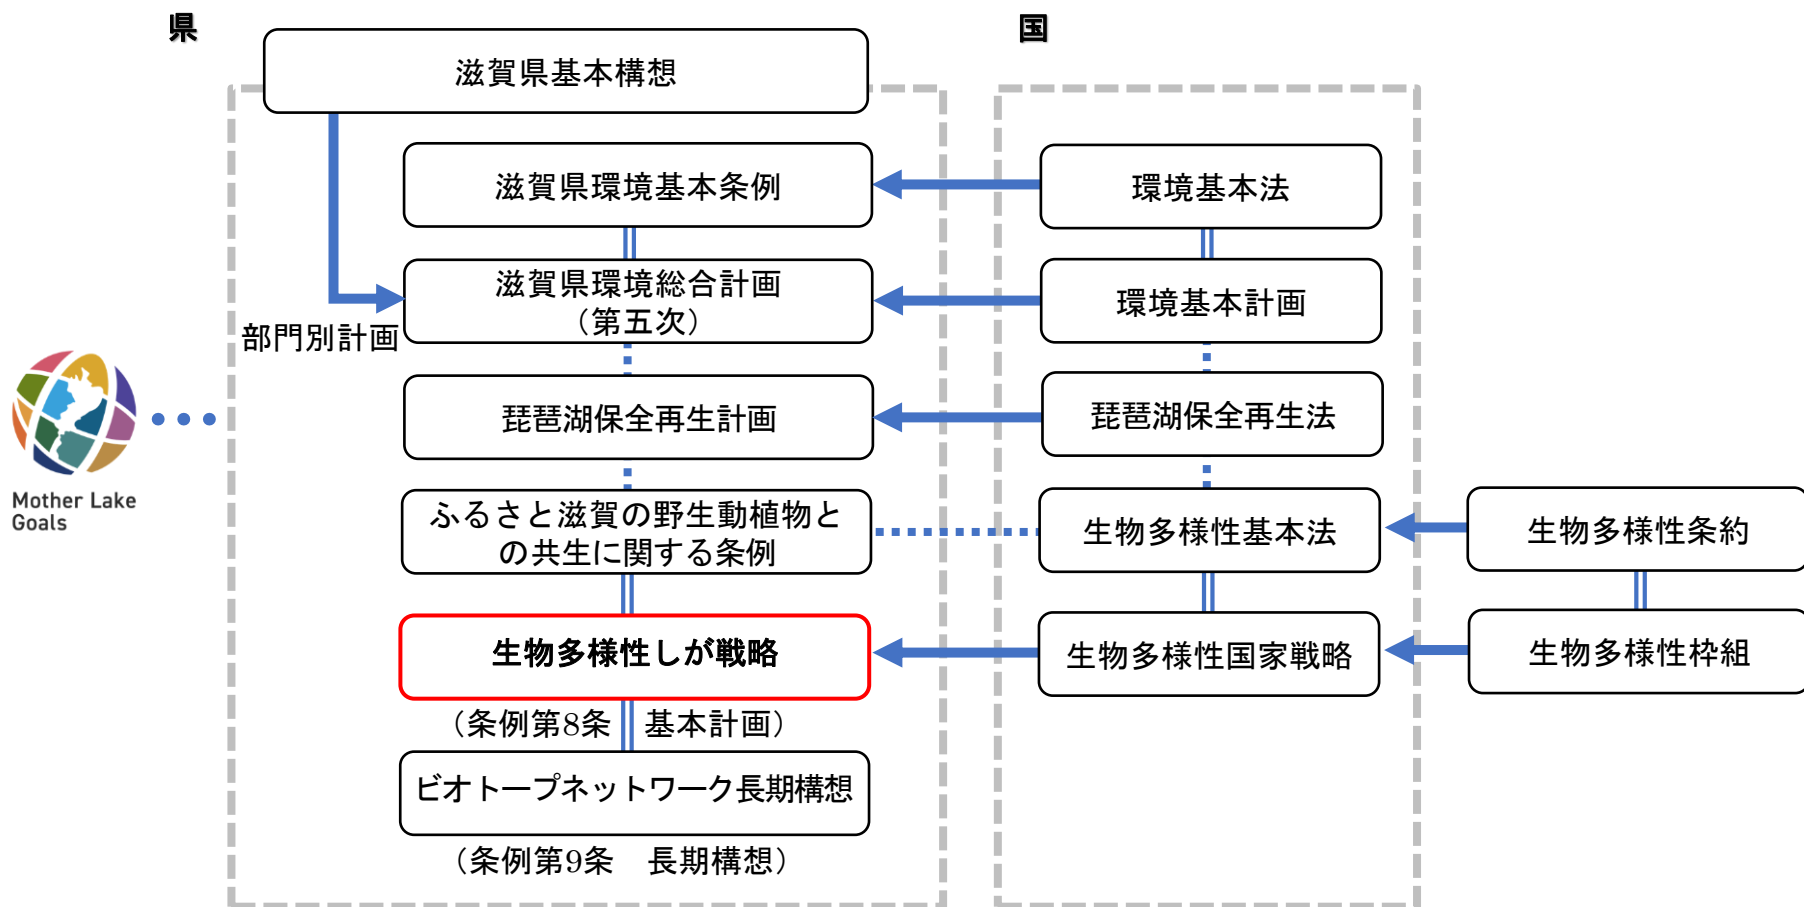 県
国
滋賀県基本構想
滋賀県環境基本条例
環境基本法
滋賀県環境総合計画
（第五次）
環境基本計画
部門別計画
琵琶湖保全再生計画
琵琶湖保全再生法
Mother Lake
Goals
ふるさと滋賀の野生動植物と
の共生に関する条例
生物多様性基本法
生物多様性条約
生物多様性しが戦略
生物多様性国家戦略
生物多様性枠組
（条例第8条　基本計画）
ビオトープネットワーク長期構想
（条例第9条　長期構想）